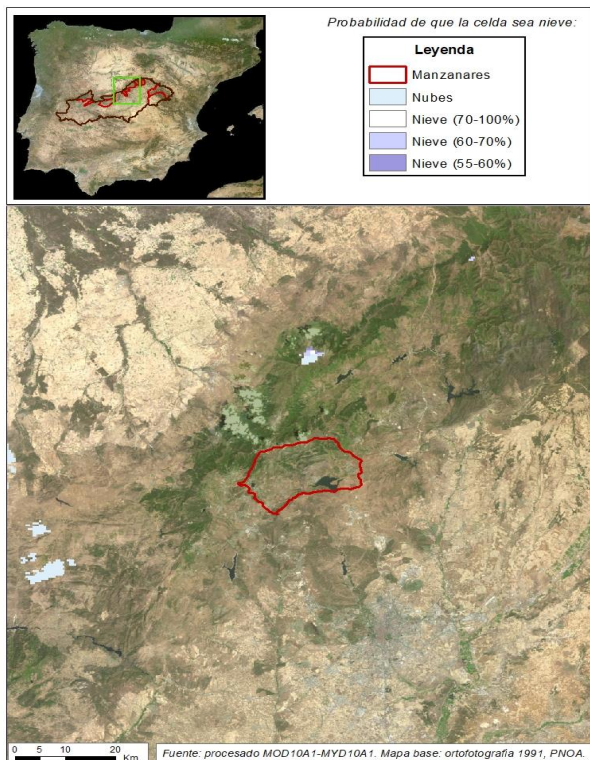 Probabilidad de que la celda sea nieve:
Leyenda
Manzanares
Nubes
Nieve (70-100%)
Nieve (60-70%)
Nieve (55-60%)
0 5 10 20
Km
Fuente: procesado MOD10A1-MYD10A1. Mapa base: ortofotografia 1991, PNOA.